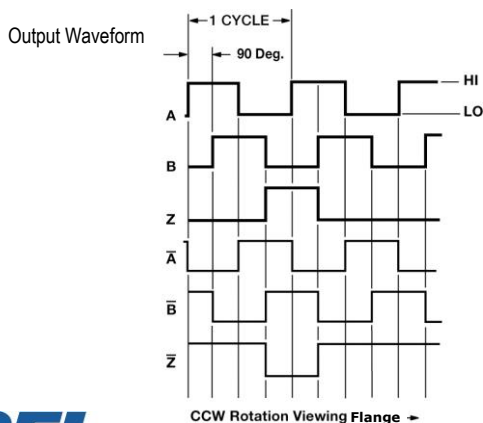 Output Waveform
1 CYCLE
90 Deg.
HI
LO
A
B
Z
A̅
B̅
Z̅
CCW Rotation Viewing Flange